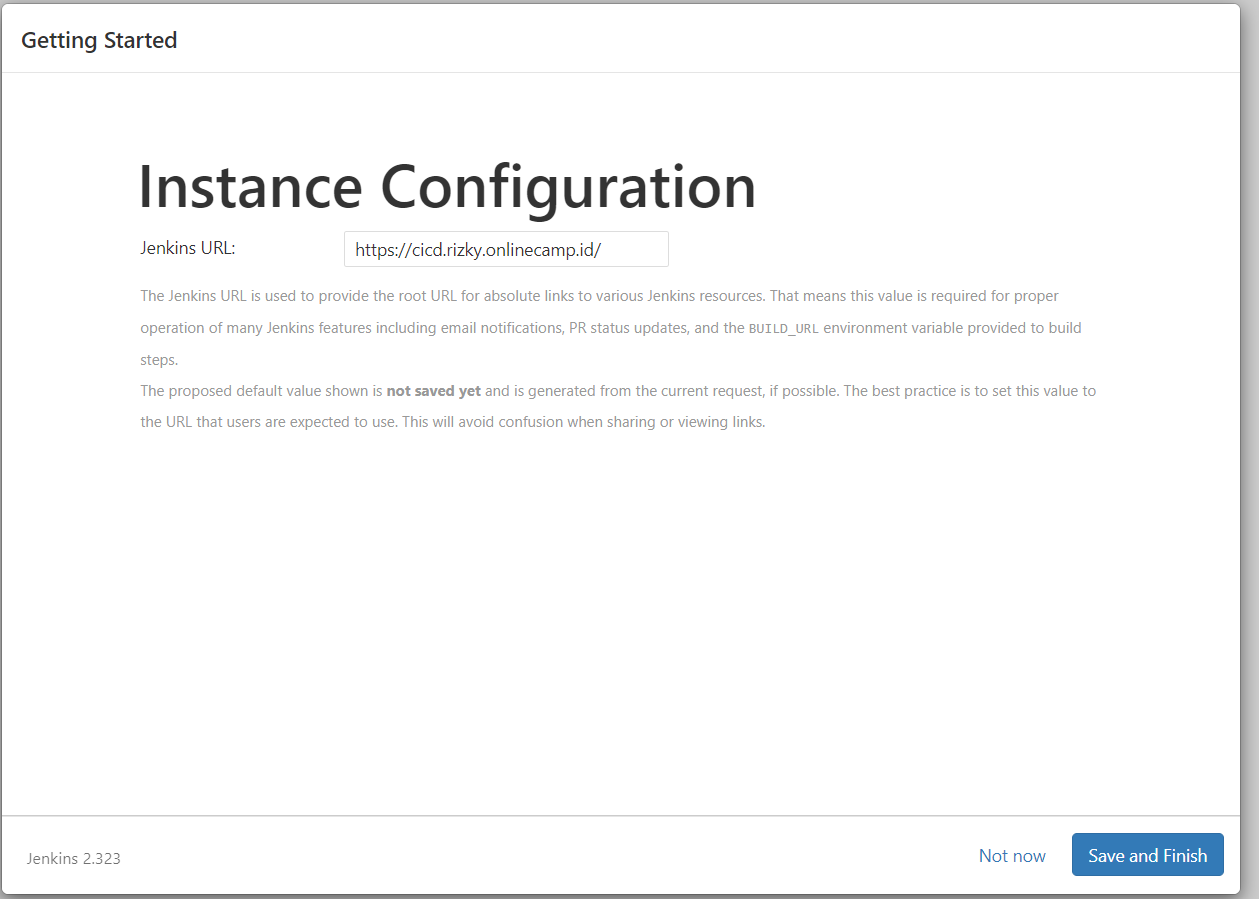 Getting Started
Instance Configuration
Jenkins URL: https://cicd.rizky.onlinecamp.id/
The Jenkins URL is used to provide the root URL for absolute links to various Jenkins resources. That means this value is required for proper
operation of many Jenkins features including email notifications, PR status updates, and the BUILD_URL environment variable provided to build
steps.
The proposed default value shown is not saved yet and is generated from the current request, if possible. The best practice is to set this value to
the URL that users are expected to use. This will avoid confusion when sharing or viewing links.
Jenkins 2.323 Not now Save and Finish